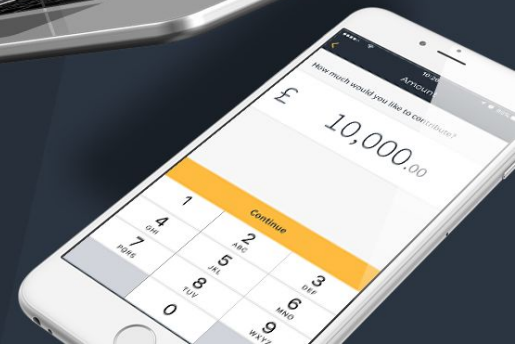 Amount
How much would you like to contribute?
£ 10,000.00
Continue
1
2
ABC
3
DEF
4
GHI
5
JKL
6
MNO
7
PQRS
8
TUV
9
WXYZ
0